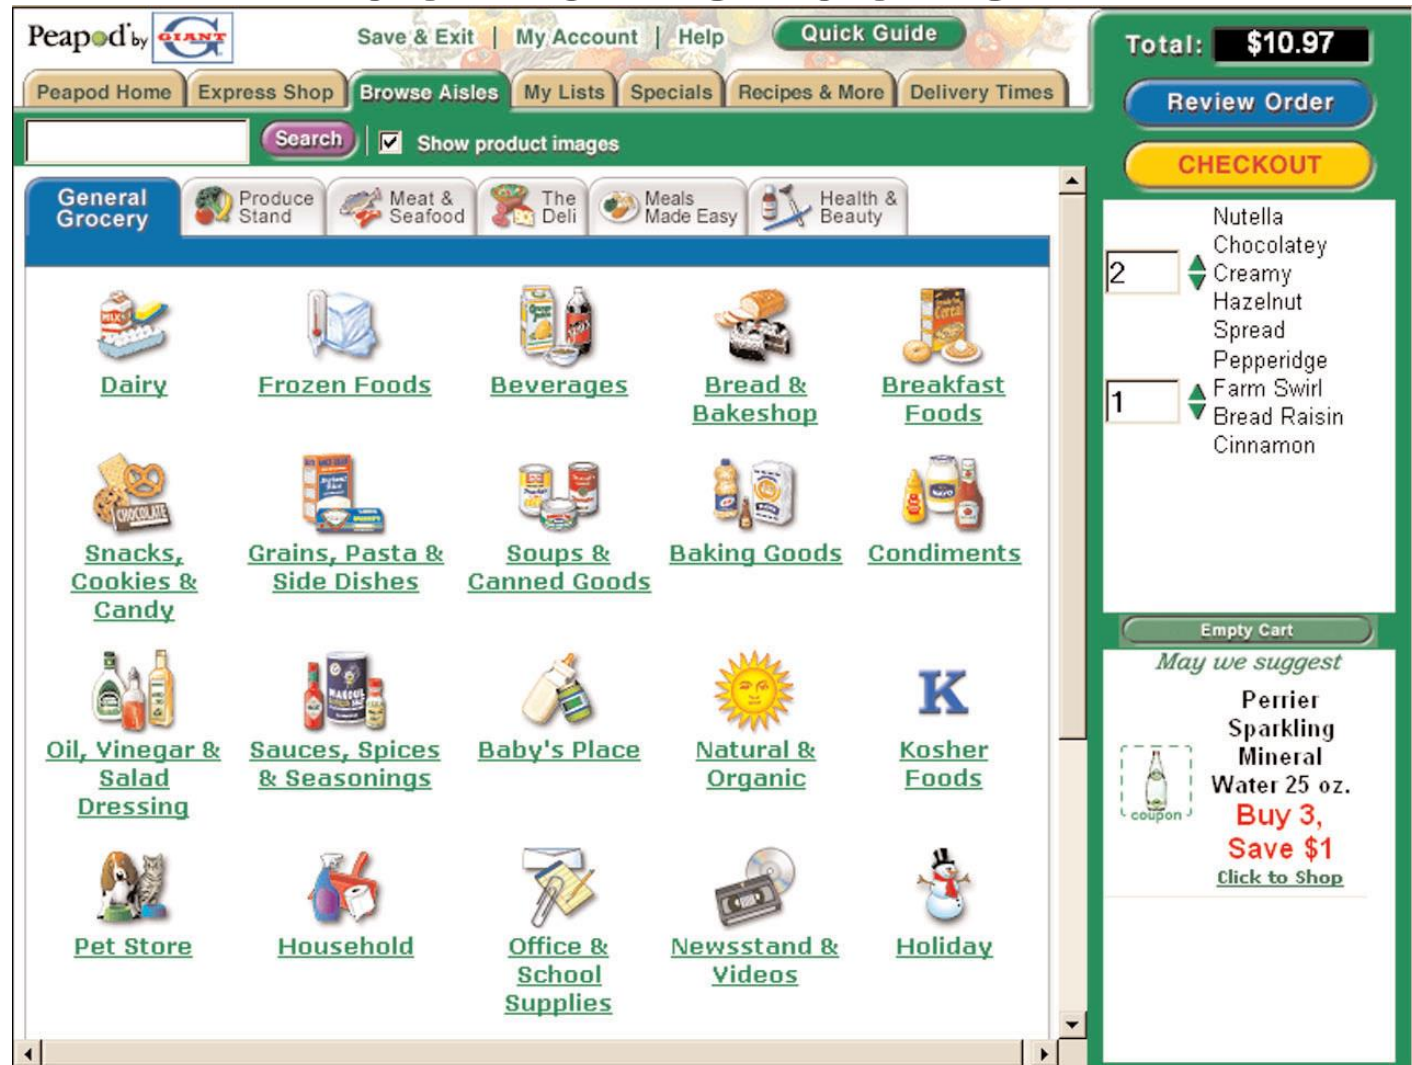 Peapod by GIANT
Save & Exit | My Account | Help
Quick Guide
Total: $10.97
Peapod Home
Express Shop
Browse Aisles
My Lists
Specials
Recipes & More
Delivery Times
Review Order
Search
Show product images
CHECKOUT
General
Grocery
Produce
Stand
Meat &
Seafood
The
Deli
Meals
Made Easy
Health &
Beauty
Dairy
Frozen Foods
Beverages
Bread &
Bakeshop
Breakfast
Foods
Snacks,
Cookies &
Candy
Grains, Pasta &
Side Dishes
Soups &
Canned Goods
Baking Goods
Condiments
Oil, Vinegar &
Salad
Dressing
Sauces, Spices
& Seasonings
Baby's Place
Natural &
Organic
K
Kosher
Foods
Pet Store
Household
Office &
School
Supplies
Newsstand &
Videos
Holiday
MILK
Cereal
CHOCOLATE
MAYO
2
Nutella
Chocolatey
Creamy
Hazelnut
Spread
1
Pepperidge
Farm Swirl
Bread Raisin
Cinnamon
Empty Cart
May we suggest
coupon
Perrier
Sparkling
Mineral
Water 25 oz.
Buy 3,
Save $1
Click to Shop